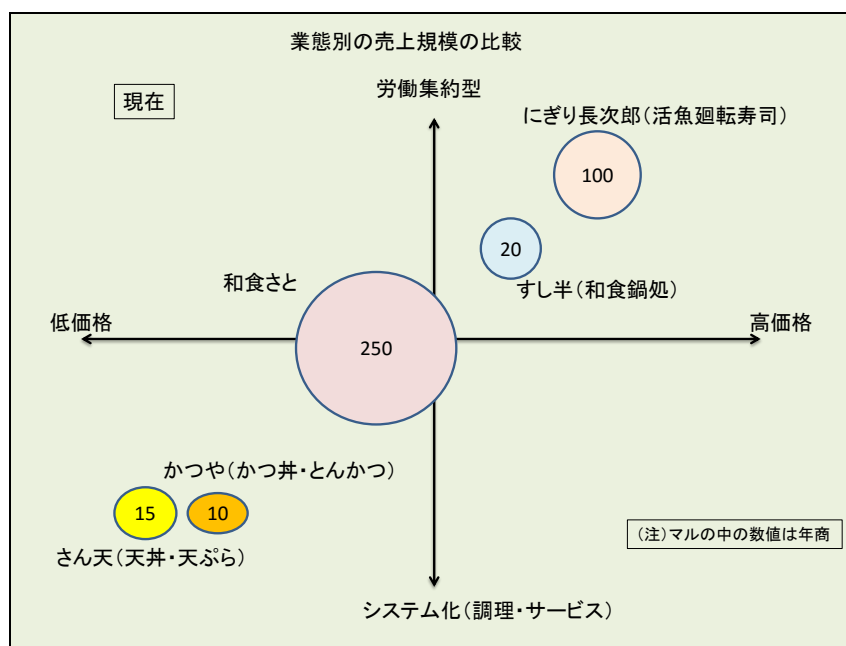 業態別の売上規模の比較
現在
労働集約型
にぎり長次郎(活魚廻転寿司)
100
20
すし半(和食鍋処)
和食さと
低価格
高価格
250
かつや(かつ丼・とんかつ)
15
10
さん天(天丼・天ぷら)
(注)マルの中の数値は年商
システム化(調理・サービス)